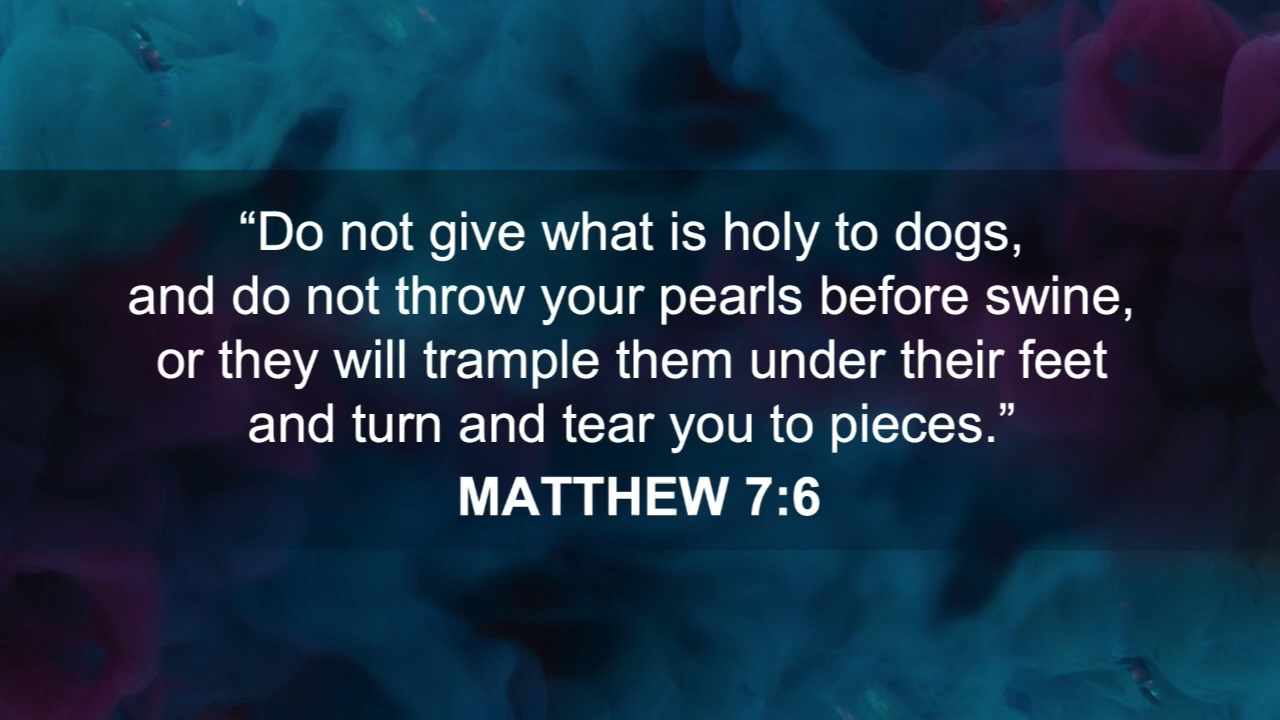 “Do not give what is holy to dogs,
and do not throw your pearls before swine,
or they will trample them under their feet
and turn and tear you to pieces.”
MATTHEW 7:6